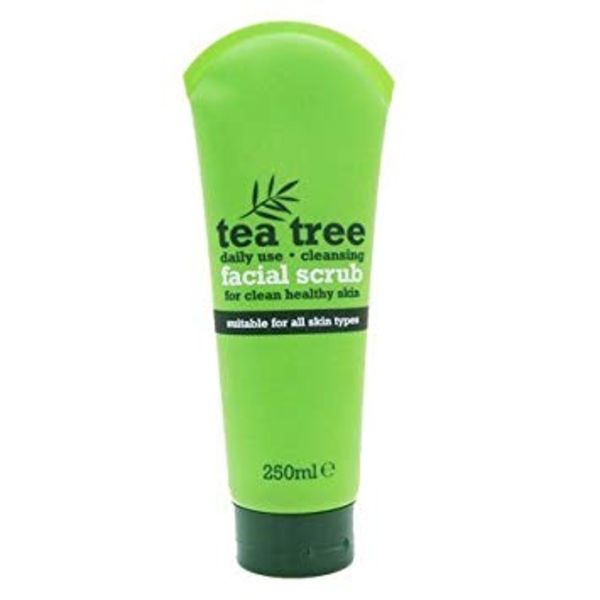 tea tree
daily use • cleansing
facial scrub
for clean healthy skin
suitable for all skin types
250ml ℮